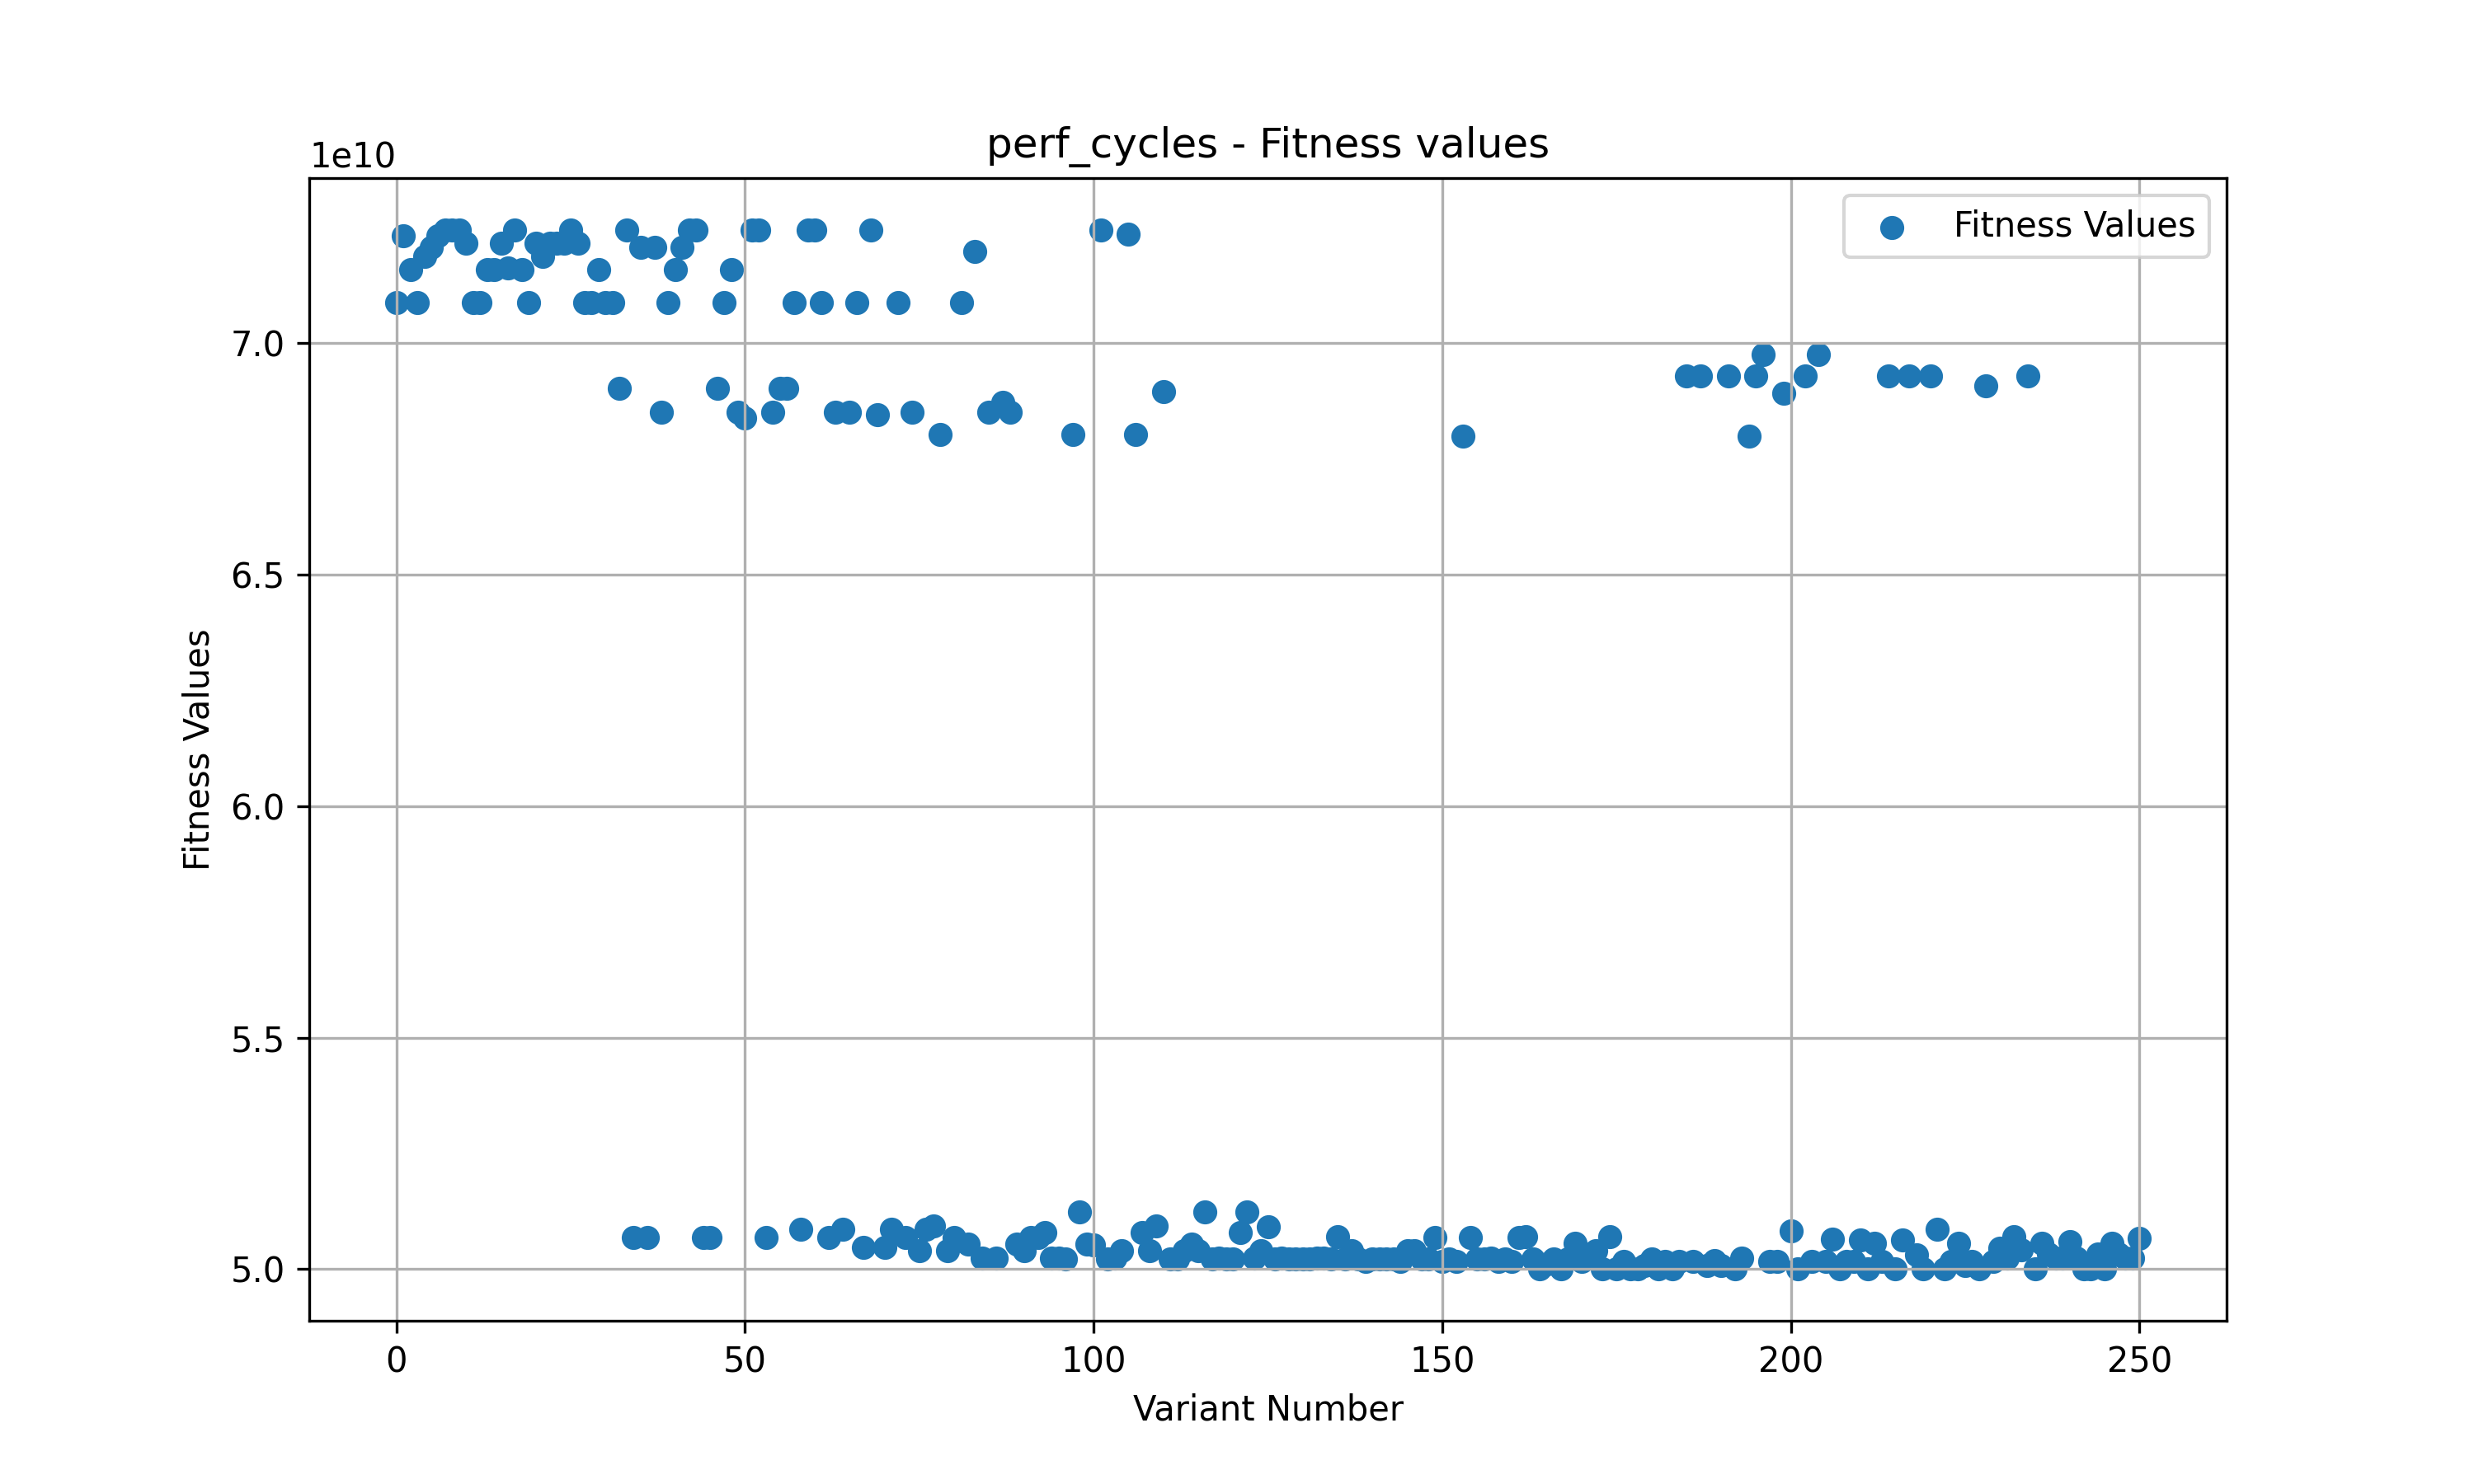 perf_cycles - Fitness values
1e10
Fitness Values
7.0
6.5
6.0
5.5
5.0
Fitness Values
0 50 100 150 200 250
Variant Number